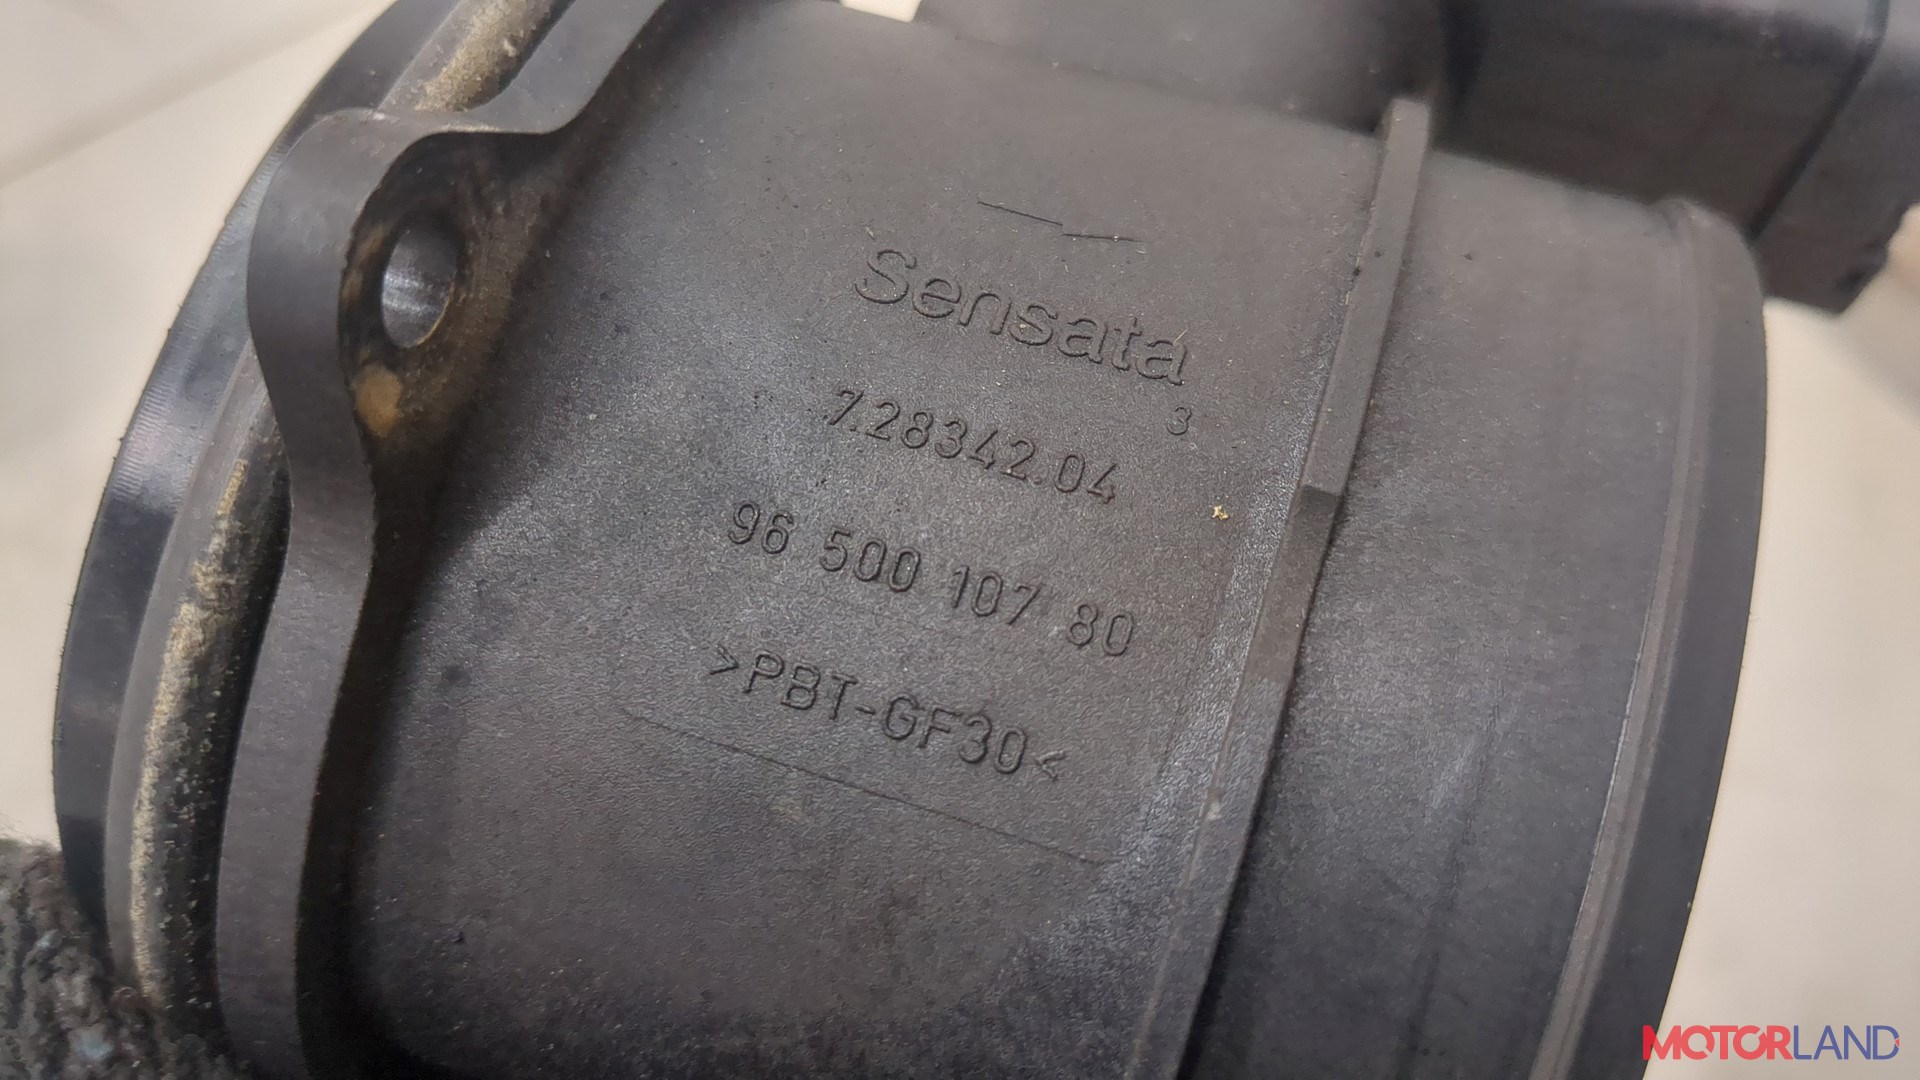 Sensata
3
7.28342.04
96 500 107 80
>PBT-GF30<
MOTORLAND